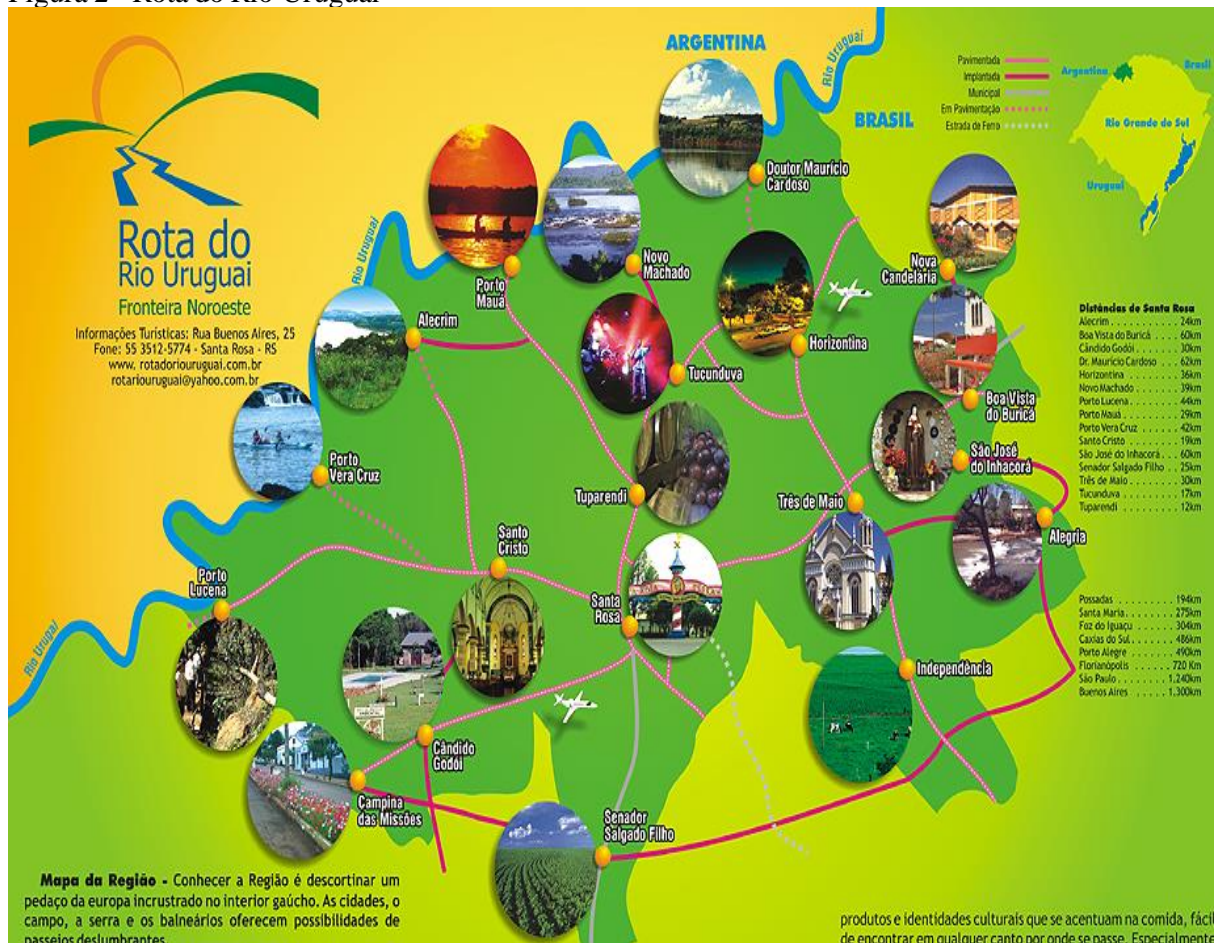 Figura 2 - Rota do Rio Uruguai
ARGENTINA
Rio Uruguai
BRASIL
Pavimentada
Implantada
Municipal
Em Pavimentação
Estrada de Ferro
Argentina
Brasil
Rio Grande do Sul
Uruguai
Rota do
Rio Uruguai
Fronteira Noroeste
Informações Turísticas: Rua Buenos Aires, 25
Fone: 55 3512-5774 - Santa Rosa - RS
www. rotadoriouruguai.com.br
rotariouruguai@yahoo.com.br
Rio Uruguai
Doutor Maurício
Cardoso
Porto
Mauá
Novo
Machado
Nova
Candelária
Alecrim
Horizontina
Tucunduva
Boa Vista
do Buricá
Porto
Vera Cruz
São José
do Inhacorá
Tuparendi
Três de Maio
Alegria
Santo
Cristo
Porto
Lucena
Santa
Rosa
Rio Uruguai
Independência
Cândido
Godói
Campina
das Missões
Senador
Salgado Filho
Distâncias de Santa Rosa
Alecrim . . . . . . . . . . 24km
Boa Vista do Buricá . . . . 60km
Cândido Godói . . . . . . 30km
Dr. Maurício Cardoso . . . 62km
Horizontina . . . . . . . 36km
Novo Machado . . . . . . 39km
Porto Lucena . . . . . . . 44km
Porto Mauá . . . . . . . . 29km
Porto Vera Cruz . . . . . 42km
Santo Cristo . . . . . . . 19km
São José do Inhacorá . . . 60km
Senador Salgado Filho . . 25km
Três de Maio . . . . . . . 30km
Tucunduva . . . . . . . . 17km
Tuparendi . . . . . . . . 12km
Possadas . . . . . . . 194km
Santa Maria . . . . . . 275km
Foz do Iguaçu . . . . . 304km
Caxias do Sul . . . . . 486km
Porto Alegre . . . . . 490km
Florianópolis . . . . . 720 Km
São Paulo . . . . . . 1.240km
Buenos Aires . . . . . 1.300km
Mapa da Região - Conhecer a Região é descortinar um
pedaço da europa incrustrado no interior gaúcho. As cidades, o
campo, a serra e os balneários oferecem possibilidades de
passeios deslumbrantes.
produtos e identidades culturais que se acentuam na comida, fácil
de encontrar em qualquer canto por onde se passe. Especialmente